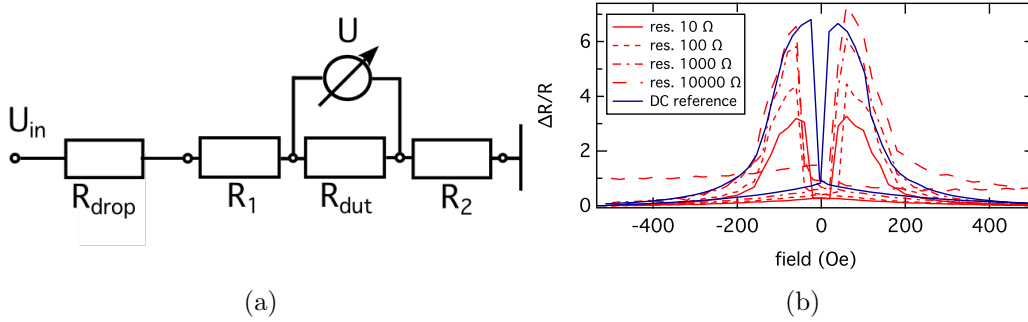 U
U_in
R_drop
R_1
R_dut
R_2
(a)
ΔR/R
6
4
2
0
res. 10 Ω
res. 100 Ω
res. 1000 Ω
res. 10000 Ω
DC reference
-400 -200 0 200 400
field (Oe)
(b)